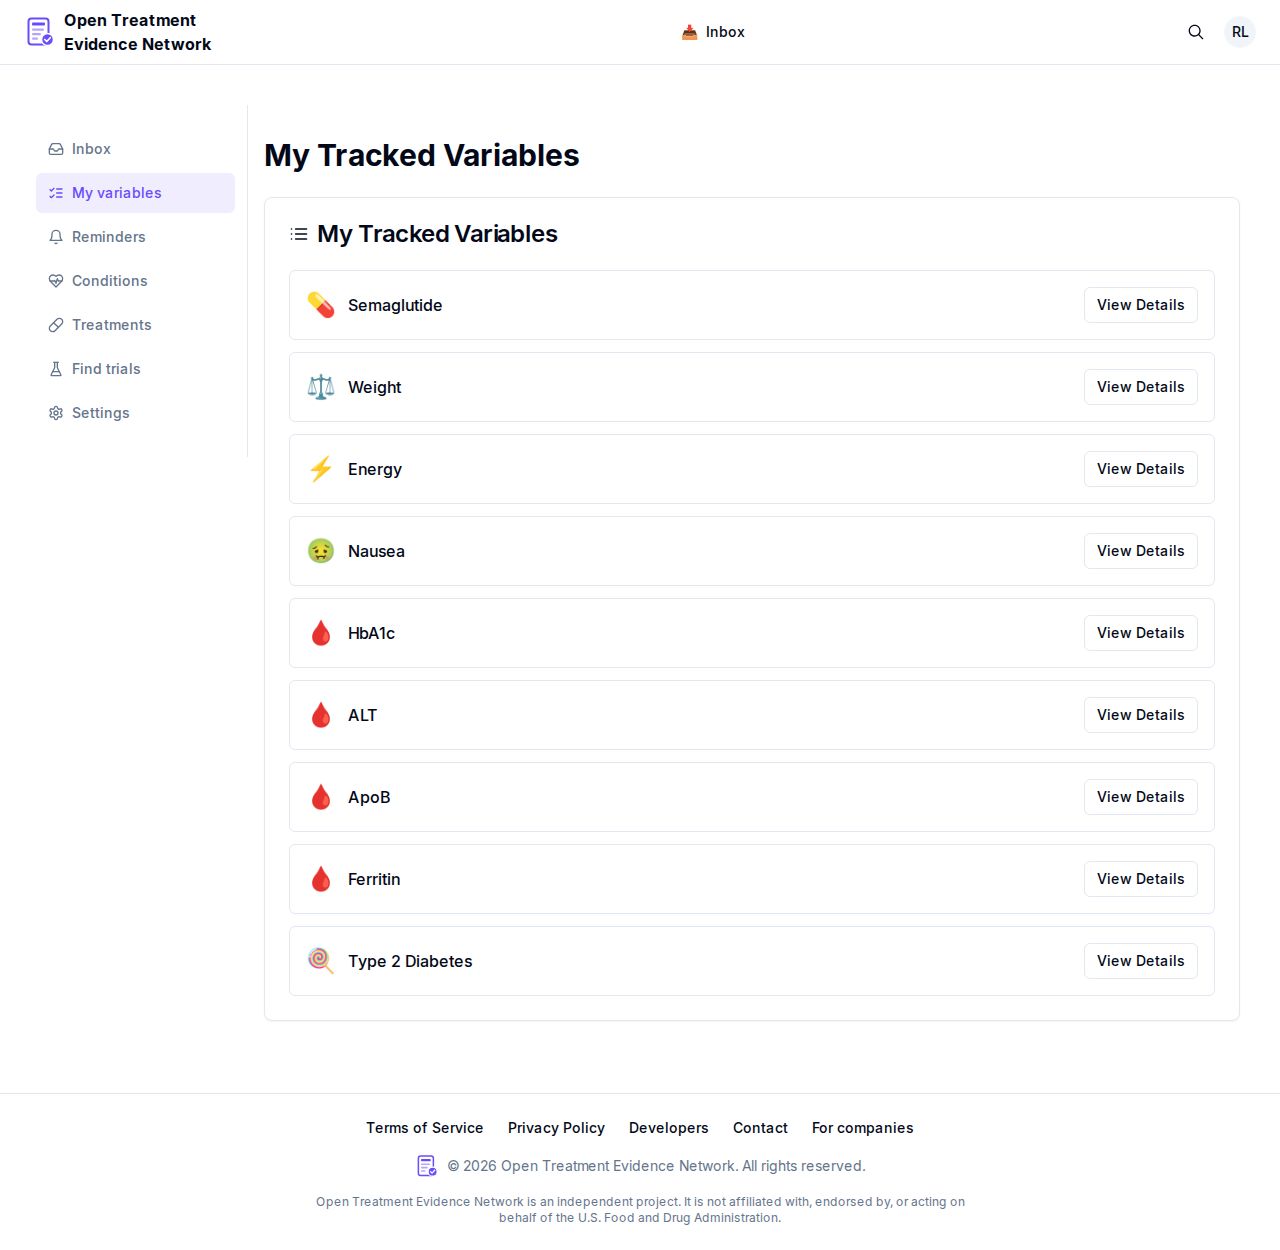 Open Treatment
Evidence Network
Inbox
RL
Inbox
My variables
Reminders
Conditions
Treatments
Find trials
Settings
My Tracked Variables
My Tracked Variables
Semaglutide
View Details
Weight
View Details
Energy
View Details
Nausea
View Details
HbA1c
View Details
ALT
View Details
ApoB
View Details
Ferritin
View Details
Type 2 Diabetes
View Details
Terms of Service Privacy Policy Developers Contact For companies
© 2026 Open Treatment Evidence Network. All rights reserved.
Open Treatment Evidence Network is an independent project. It is not affiliated with, endorsed by, or acting on
behalf of the U.S. Food and Drug Administration.